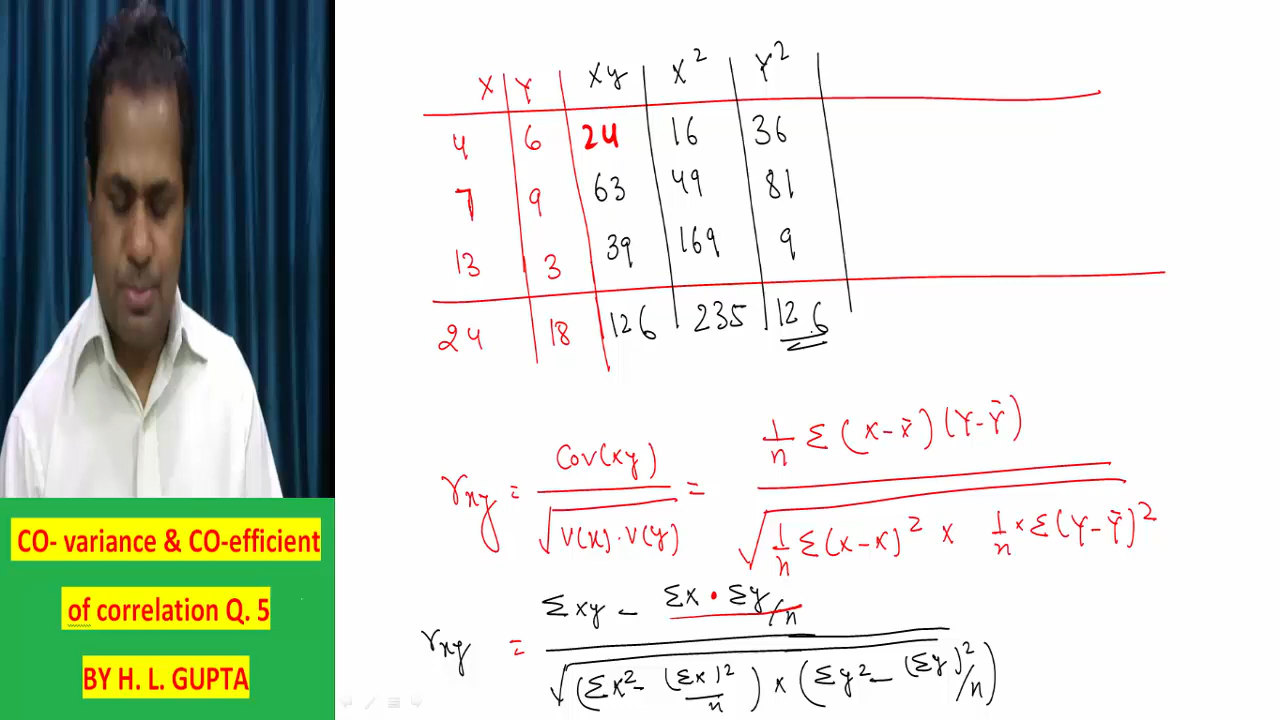 X Y Xy X² Y²
4 6 24 16 36
7 9 63 49 81
13 3 39 169 9
24 18 126 235 126
rxy = Cov(xy) / √V(x)·V(y) = 1/n Σ(x-x̄)(Y-Ȳ) / √1/n Σ(x-x)² x 1/n x Σ(Y-Ȳ)²
rxy = Σxy - Σx · Σy/n / √(Σx² - (Σx)²/n) x (Σy² - (Σy)²/n)
CO- variance & CO-efficient
of correlation Q. 5
BY H. L. GUPTA